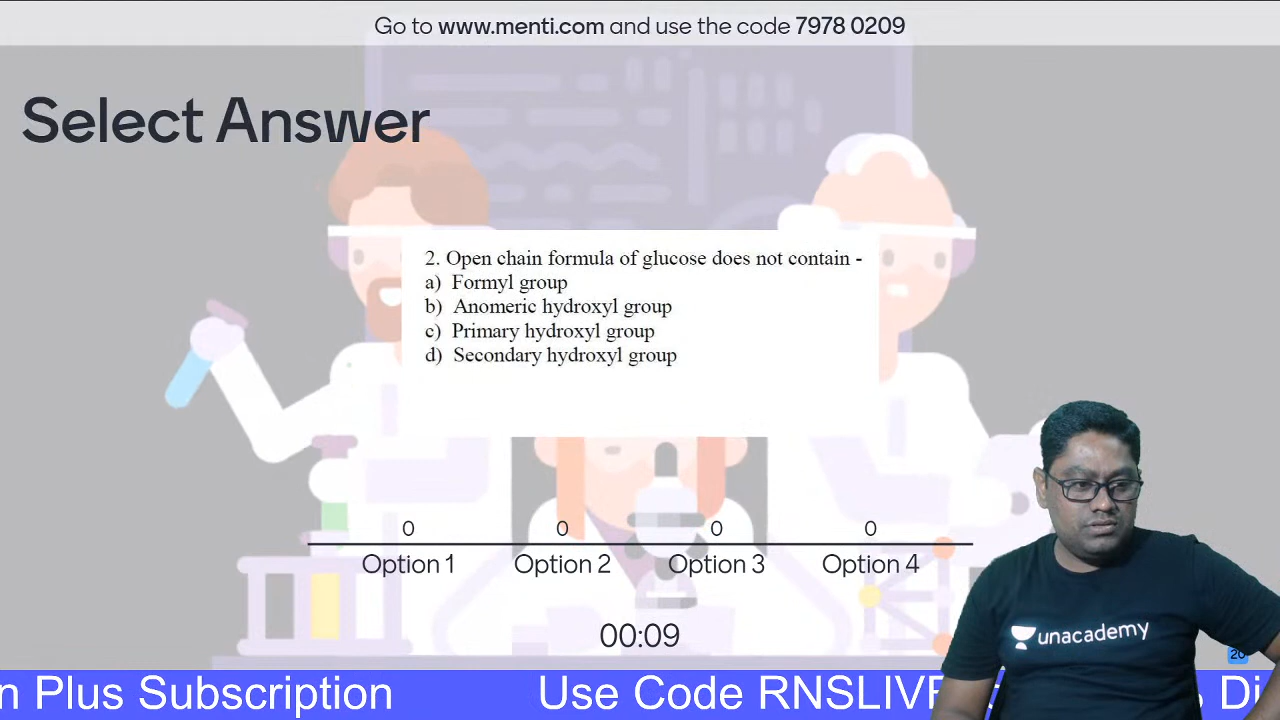 Go to www.menti.com and use the code 7978 0209
Select Answer
2. Open chain formula of glucose does not contain -
a) Formyl group
b) Anomeric hydroxyl group
c) Primary hydroxyl group
d) Secondary hydroxyl group
0 0 0 0
Option 1 Option 2 Option 3 Option 4
00:09
unacademy
20
n Plus Subscription Use Code RNSLIVE Di